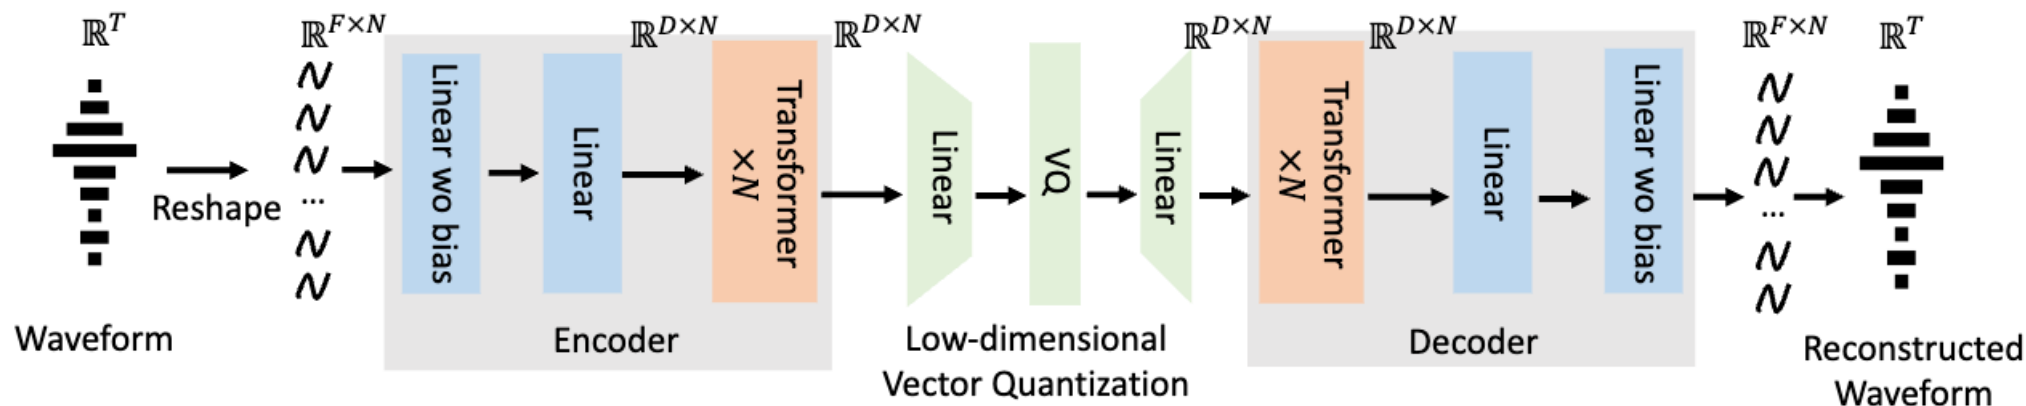 ℝ^T
ℝ^{F×N}
ℝ^{D×N}
ℝ^{D×N}
ℝ^{D×N}
ℝ^{D×N}
ℝ^{F×N}
ℝ^T
Reshape
...
Linear wo bias
Linear
Transformer
×N
Linear
VQ
Linear
Transformer
×N
Linear
Linear wo bias
...
Waveform
Encoder
Low-dimensional
Vector Quantization
Decoder
Reconstructed
Waveform